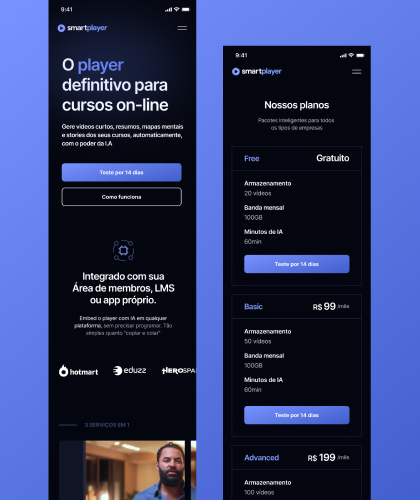 9:41
smartplayer
O player
definitivo para
cursos on-line
Gere vídeos curtos, resumos, mapas mentais
e stories dos seus cursos, automaticamente,
com o poder da I.A
Teste por 14 dias
Como funciona
Integrado com sua
Área de membros, LMS
ou app próprio.
Embed o player com IA em qualquer
plataforma, sem precisar programar. Tão
simples quanto "copiar e colar"
hotmart
eduzz
HEROSPA
3 SERVIÇOS EM 1
9:41
smartplayer
Nossos planos
Pacotes inteligentes para todos
os tipos de empresas
Free Gratuito
Armazenamento
20 vídeos
Banda mensal
100GB
Minutos de IA
60min
Teste por 14 dias
Basic R$ 99 /mês
Armazenamento
50 vídeos
Banda mensal
100GB
Minutos de IA
60min
Teste por 14 dias
Advanced R$ 199 /mês
Armazenamento
100 vídeos